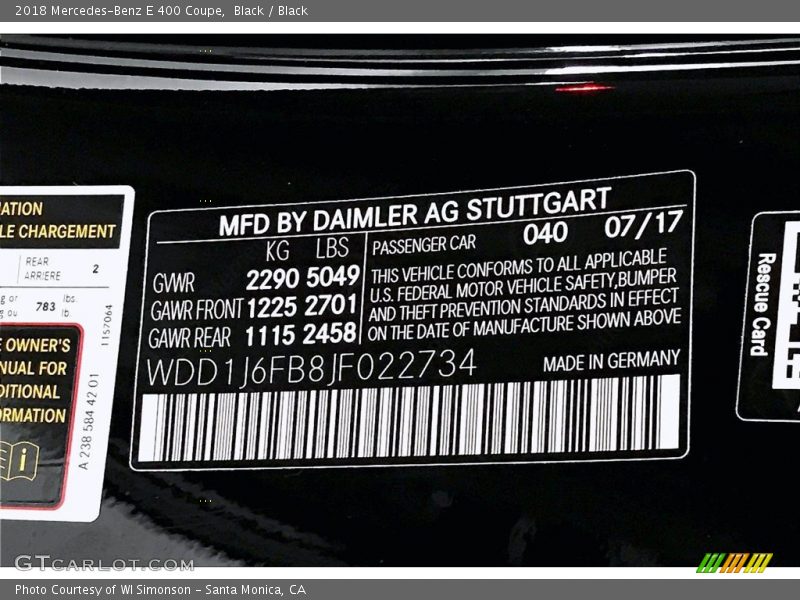 2018 Mercedes-Benz E 400 Coupe,  Black / Black
ATION
LE CHARGEMENT
REAR
ARRIÈRE
2
783
lbs.
lb.
E OWNER'S
NUAL FOR
DITIONAL
ORMATION
i
1157064
A 238 584 42 01
MFD BY DAIMLER AG STUTTGART
KG LBS
GWR 2290 5049
GAWR FRONT 1225 2701
GAWR REAR 1115 2458
PASSENGER CAR 040 07/17
THIS VEHICLE CONFORMS TO ALL APPLICABLE
U.S. FEDERAL MOTOR VEHICLE SAFETY,BUMPER
AND THEFT PREVENTION STANDARDS IN EFFECT
ON THE DATE OF MANUFACTURE SHOWN ABOVE
WDD1J6FB8JF022734 MADE IN GERMANY
Rescue Card
GTCARLOT.COM
Photo Courtesy of WI Simonson - Santa Monica, CA